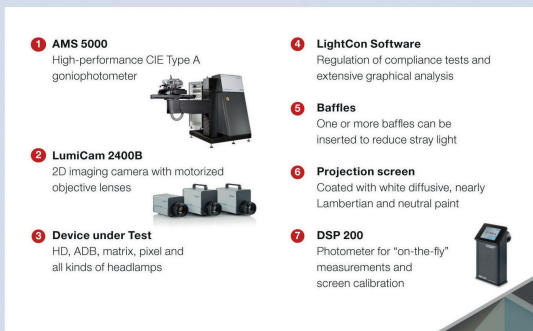 1 AMS 5000
High-performance CIE Type A
goniophotometer
2 LumiCam 2400B
2D imaging camera with motorized
objective lenses
3 Device under Test
HD, ADB, matrix, pixel and
all kinds of headlamps
4 LightCon Software
Regulation of compliance tests and
extensive graphical analysis
5 Baffles
One or more baffles can be
inserted to reduce stray light
6 Projection screen
Coated with white diffusive, nearly
Lambertian and neutral paint
7 DSP 200
Photometer for "on-the-fly"
measurements and
screen calibration